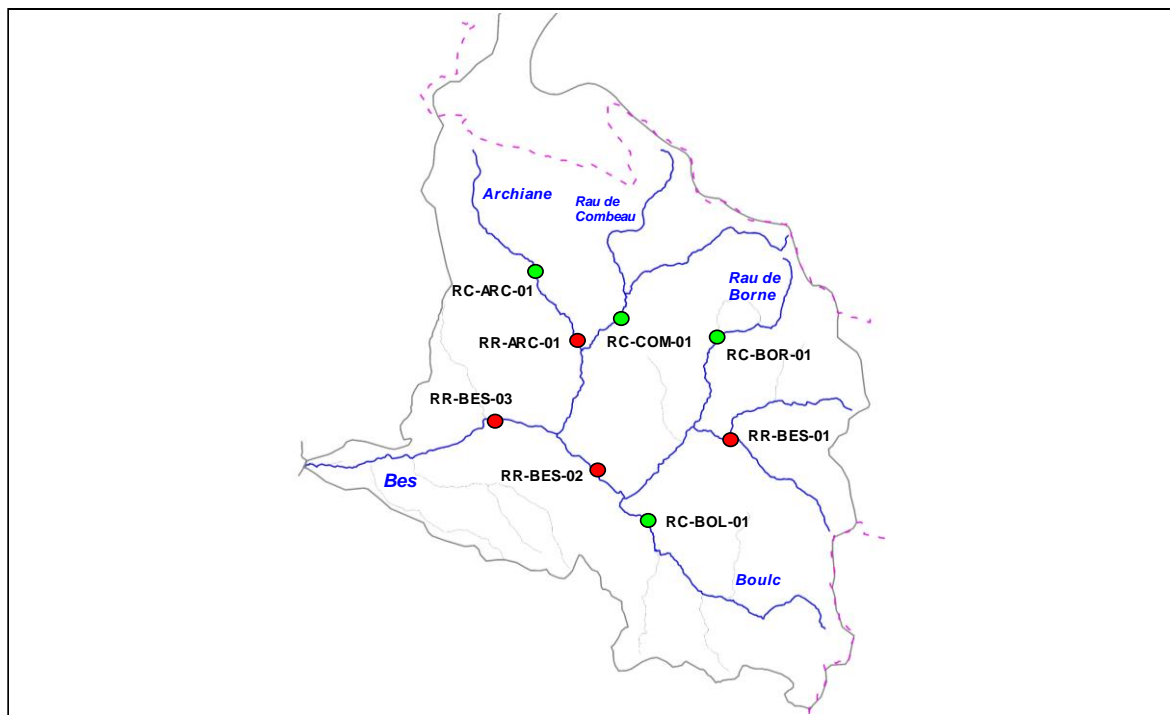 Archiane
Rau de
Combeau
RC-ARC-01
Rau de
Borne
RR-ARC-01
RC-COM-01
RC-BOR-01
RR-BES-03
RR-BES-01
RR-BES-02
Bes
RC-BOL-01
Boulc